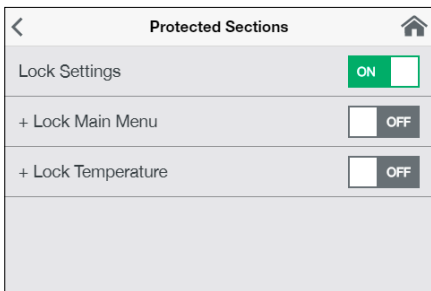 Protected Sections
Lock Settings ON
+ Lock Main Menu OFF
+ Lock Temperature OFF